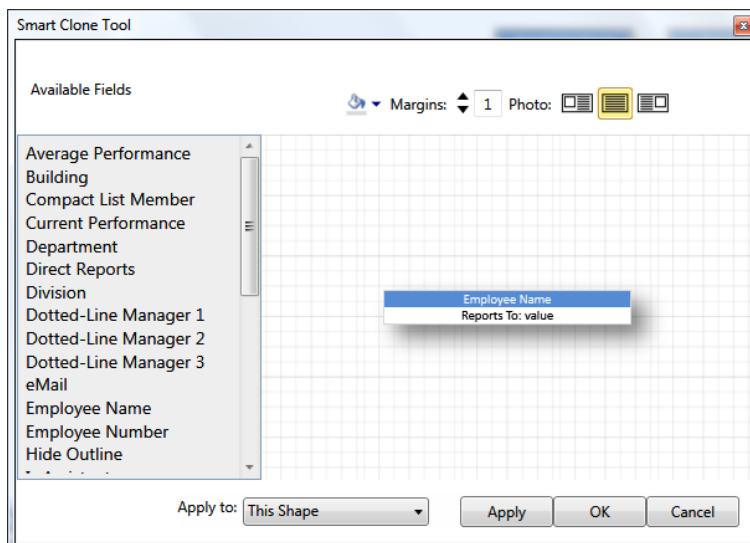 Smart Clone Tool
Available Fields
Margins: 1 Photo:
Average Performance
Building
Compact List Member
Current Performance
Department
Direct Reports
Division
Dotted-Line Manager 1
Dotted-Line Manager 2
Dotted-Line Manager 3
eMail
Employee Name
Employee Number
Hide Outline
Employee Name
Reports To: value
Apply to: This Shape Apply OK Cancel